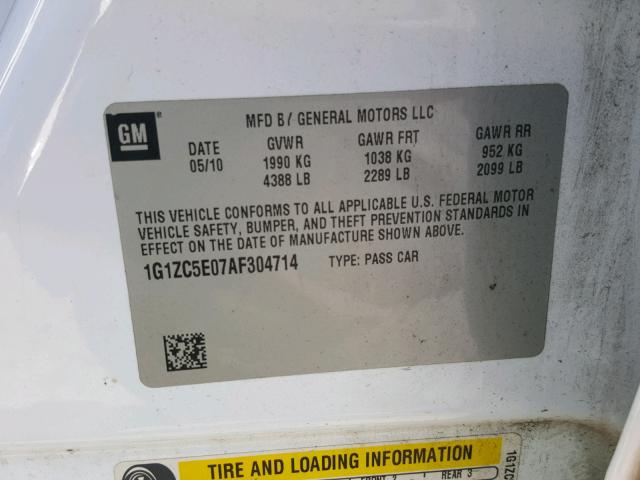 GM
MFD BY GENERAL MOTORS LLC
DATE GVWR GAWR FRT GAWR RR
05/10 1990 KG 1038 KG 952 KG
4388 LB 2289 LB 2099 LB
THIS VEHICLE CONFORMS TO ALL APPLICABLE U.S. FEDERAL MOTOR
VEHICLE SAFETY, BUMPER, AND THEFT PREVENTION STANDARDS IN
EFFECT ON THE DATE OF MANUFACTURE SHOWN ABOVE.
1G1ZC5E07AF304714 TYPE: PASS CAR
TIRE AND LOADING INFORMATION
FRONT 2 REAR 3
1G1ZC